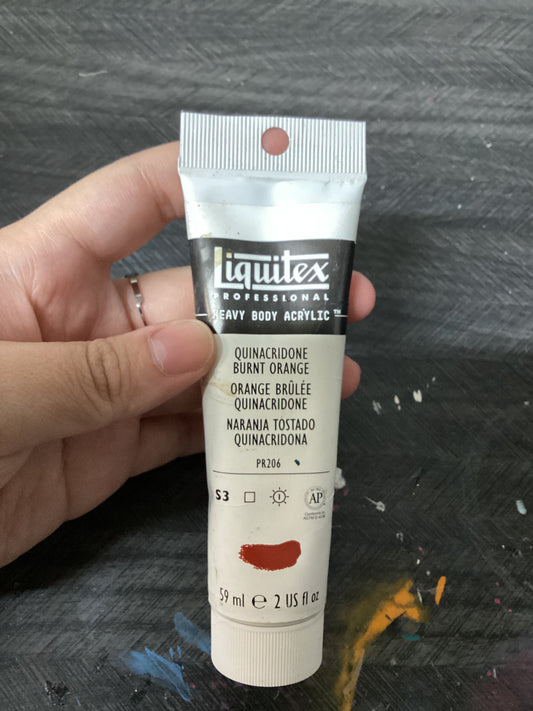 Liquitex
PROFESSIONAL
HEAVY BODY ACRYLIC™
QUINACRIDONE
BURNT ORANGE
ORANGE BRÛLÉE
QUINACRIDONE
NARANJA TOSTADO
QUINACRIDONA
PR206
S3 I AP
59 ml ℮ 2 US fl oz